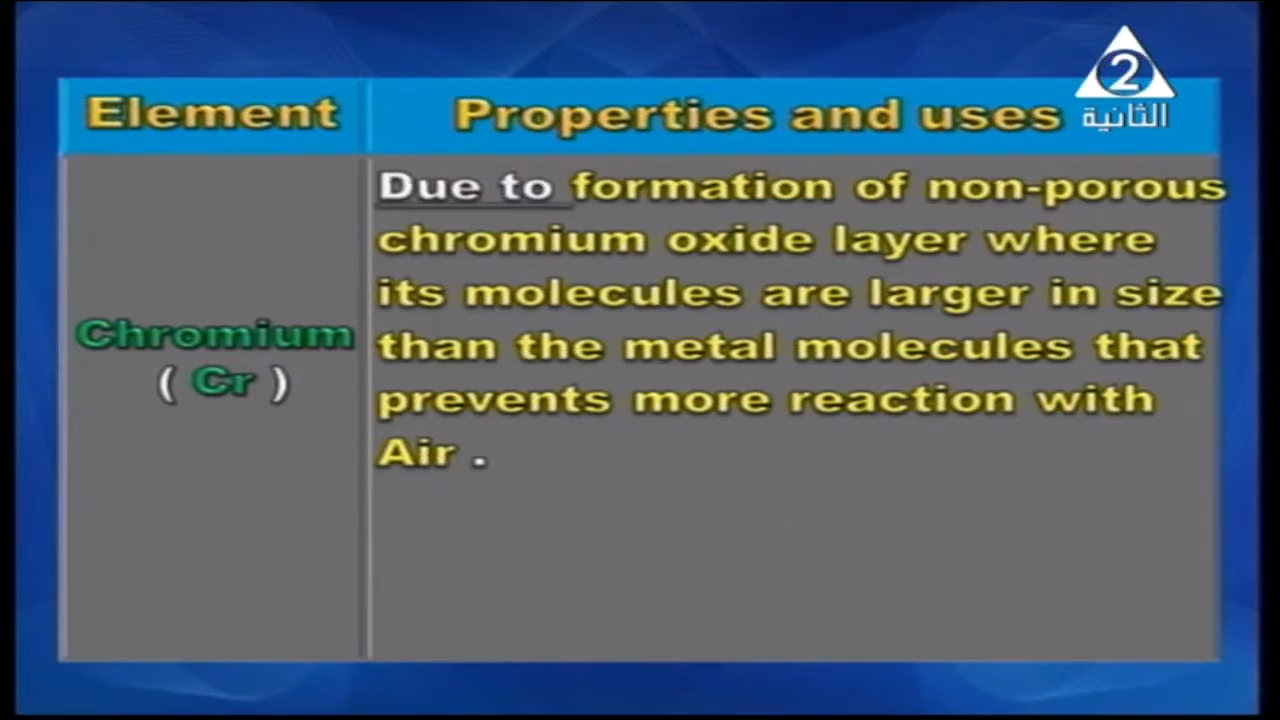 2
الثانية
Element
Properties and uses
Chromium
( Cr )
Due to formation of non-porous
chromium oxide layer where
its molecules are larger in size
than the metal molecules that
prevents more reaction with
Air .